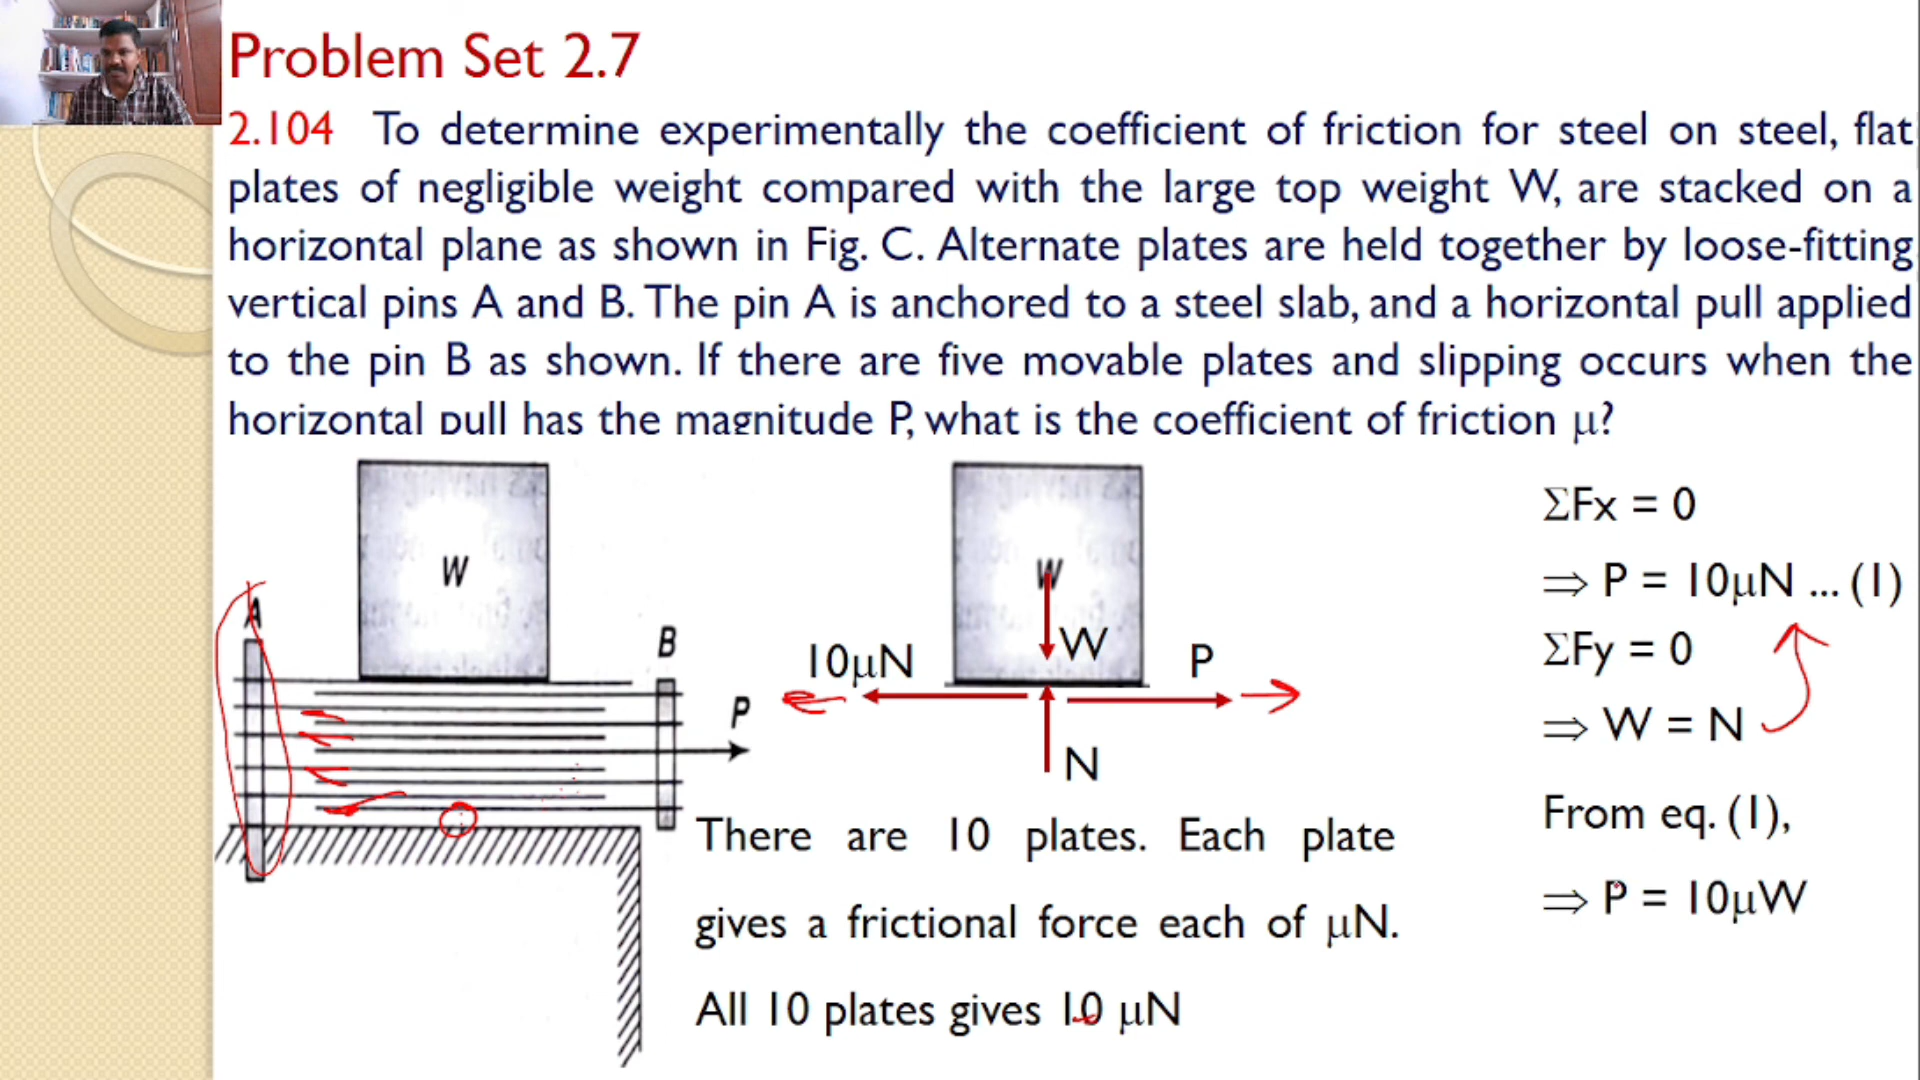 Problem Set 2.7
2.104 To determine experimentally the coefficient of friction for steel on steel, flat
plates of negligible weight compared with the large top weight W, are stacked on a
horizontal plane as shown in Fig. C. Alternate plates are held together by loose-fitting
vertical pins A and B. The pin A is anchored to a steel slab, and a horizontal pull applied
to the pin B as shown. If there are five movable plates and slipping occurs when the
horizontal pull has the magnitude P, what is the coefficient of friction μ?
W
A
B
P
W
W
10μN
P
N
There are 10 plates. Each plate
gives a frictional force each of μN.
All 10 plates gives 10 μN
ΣFx = 0
⇒ P = 10μN ... (1)
ΣFy = 0
⇒ W = N
From eq. (1),
⇒ P = 10μW